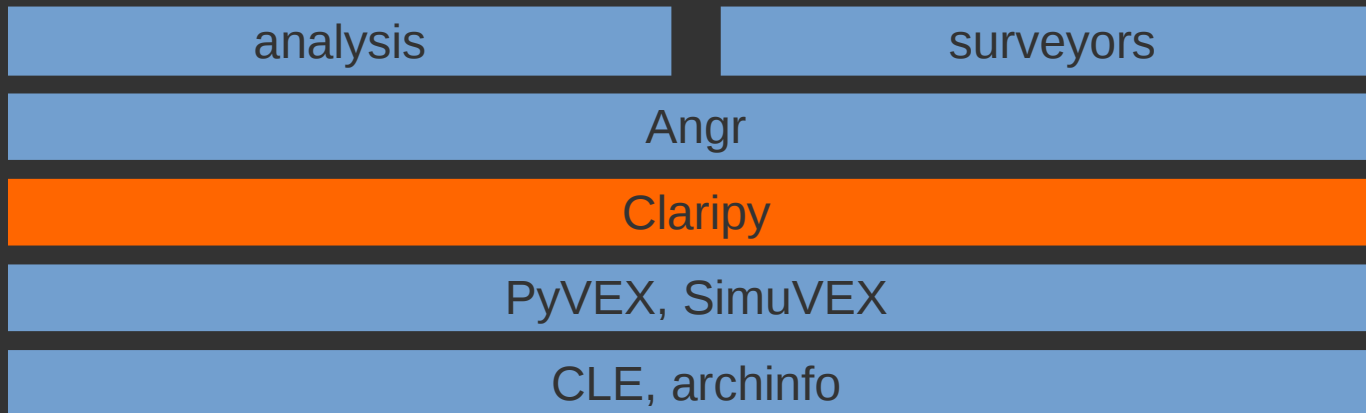 analysis surveyors
Angr
Claripy
PyVEX, SimuVEX
CLE, archinfo